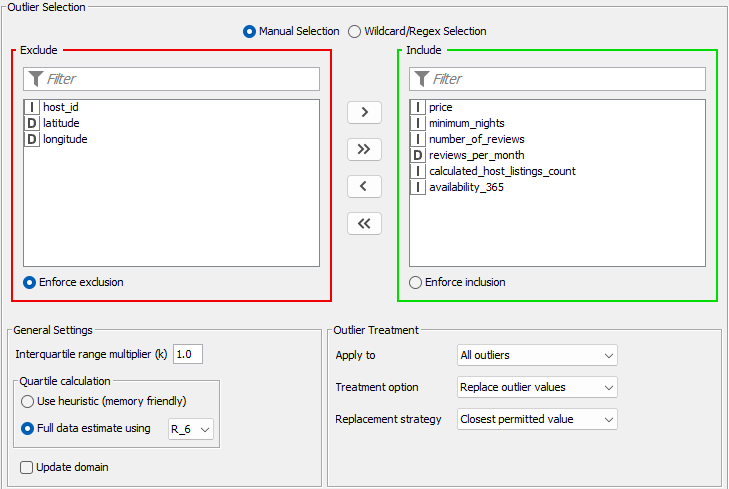 Outlier Selection
Manual Selection Wildcard/Regex Selection
Exclude
Filter
I host_id
D latitude
D longitude
Enforce exclusion
>
>>
<
<<
Include
Filter
I price
I minimum_nights
I number_of_reviews
D reviews_per_month
I calculated_host_listings_count
I availability_365
Enforce inclusion
General Settings
Interquartile range multiplier (k) 1.0
Quartile calculation
Use heuristic (memory friendly)
Full data estimate using R_6
Update domain
Outlier Treatment
Apply to All outliers
Treatment option Replace outlier values
Replacement strategy Closest permitted value